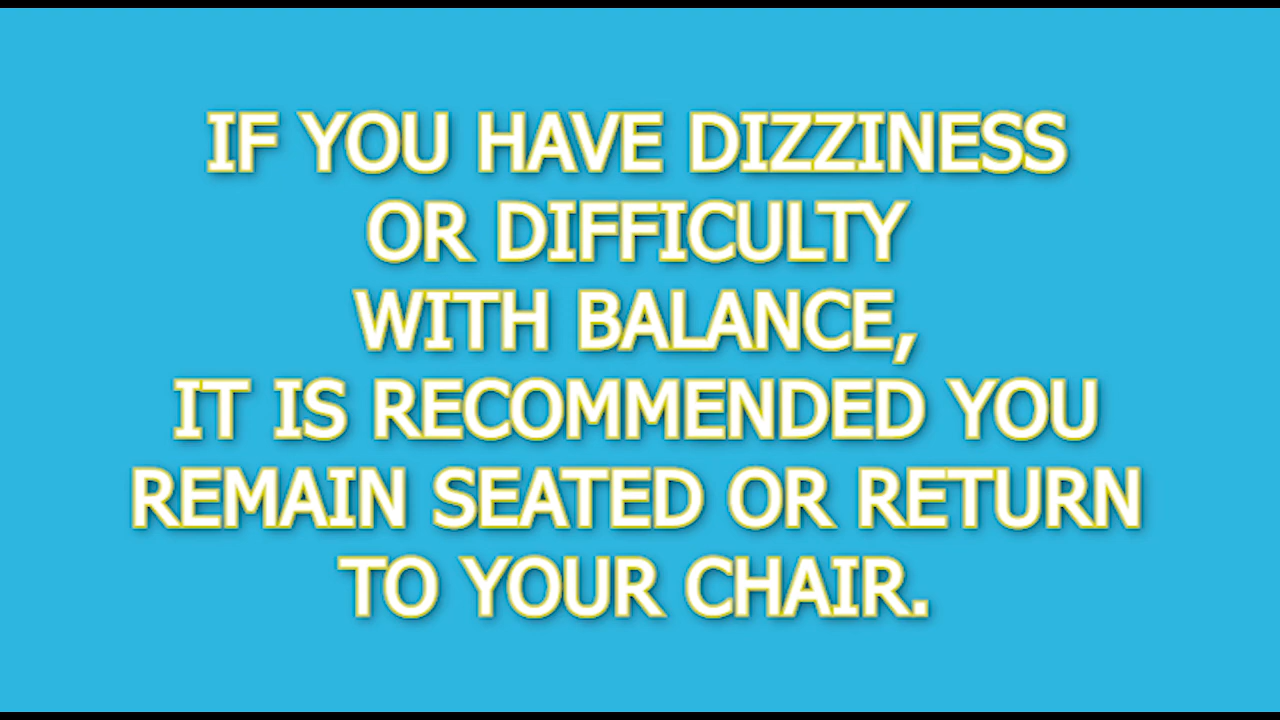 IF YOU HAVE DIZZINESS
OR DIFFICULTY
WITH BALANCE,
IT IS RECOMMENDED YOU
REMAIN SEATED OR RETURN
TO YOUR CHAIR.